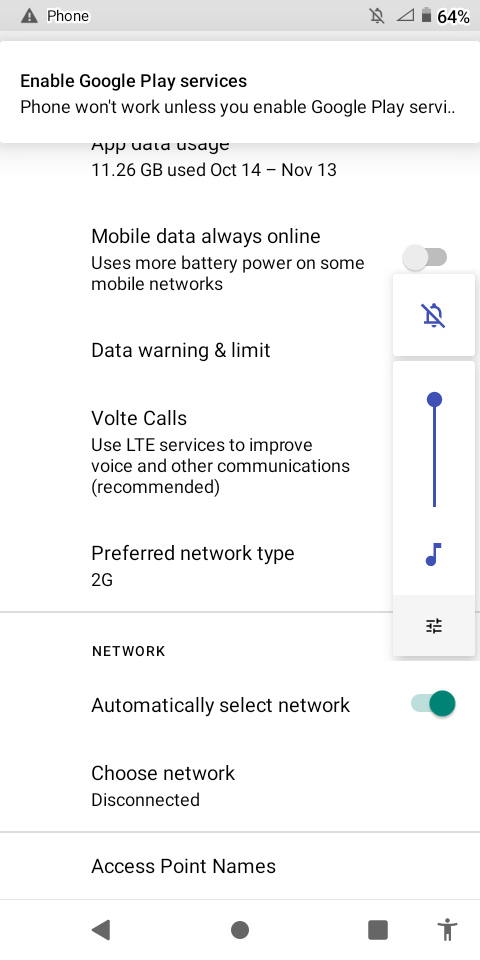 Phone
64%
Enable Google Play services
Phone won't work unless you enable Google Play servi..
App data usage
11.26 GB used Oct 14 – Nov 13
Mobile data always online
Uses more battery power on some
mobile networks
Data warning & limit
Volte Calls
Use LTE services to improve
voice and other communications
(recommended)
Preferred network type
2G
NETWORK
Automatically select network
Choose network
Disconnected
Access Point Names